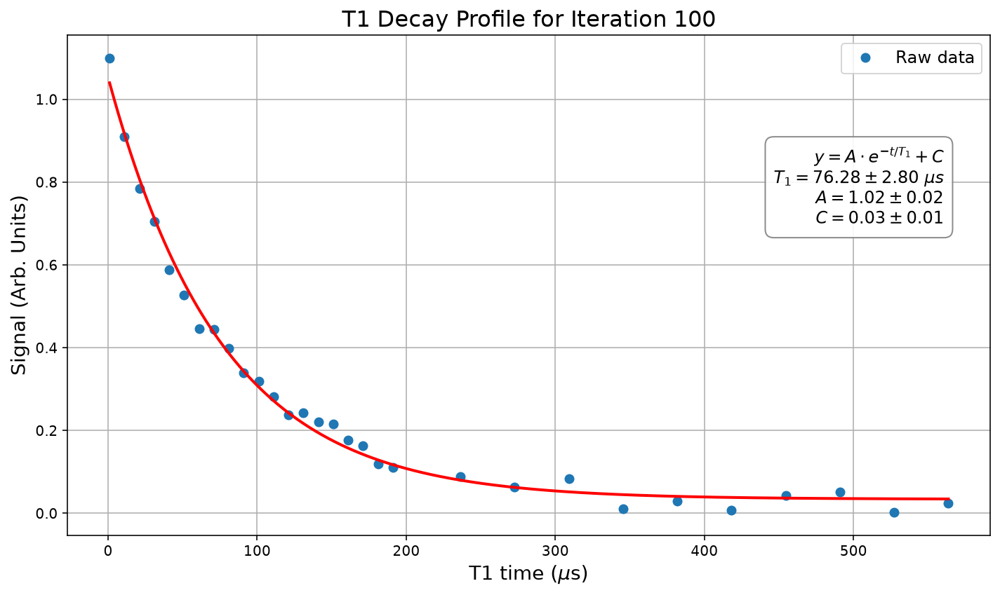 T1 Decay Profile for Iteration 100
Raw data
y = A · e^{−t/T₁} + C
T₁ = 76.28 ± 2.80 μs
A = 1.02 ± 0.02
C = 0.03 ± 0.01
Signal (Arb. Units)
1.0
0.8
0.6
0.4
0.2
0.0
0 100 200 300 400 500
T1 time (μs)